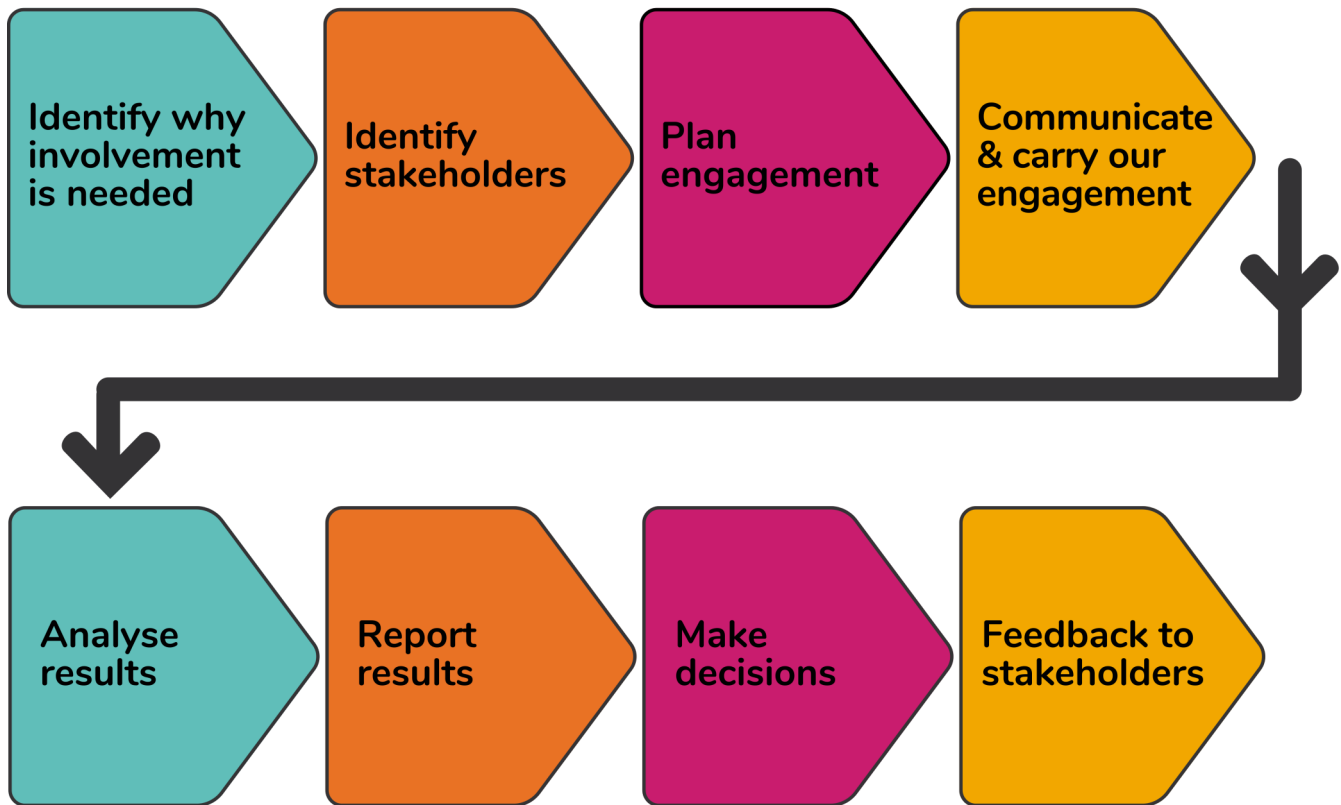 Identify why
involvement
is needed
Identify
stakeholders
Plan
engagement
Communicate
& carry our
engagement
Analyse
results
Report
results
Make
decisions
Feedback to
stakeholders